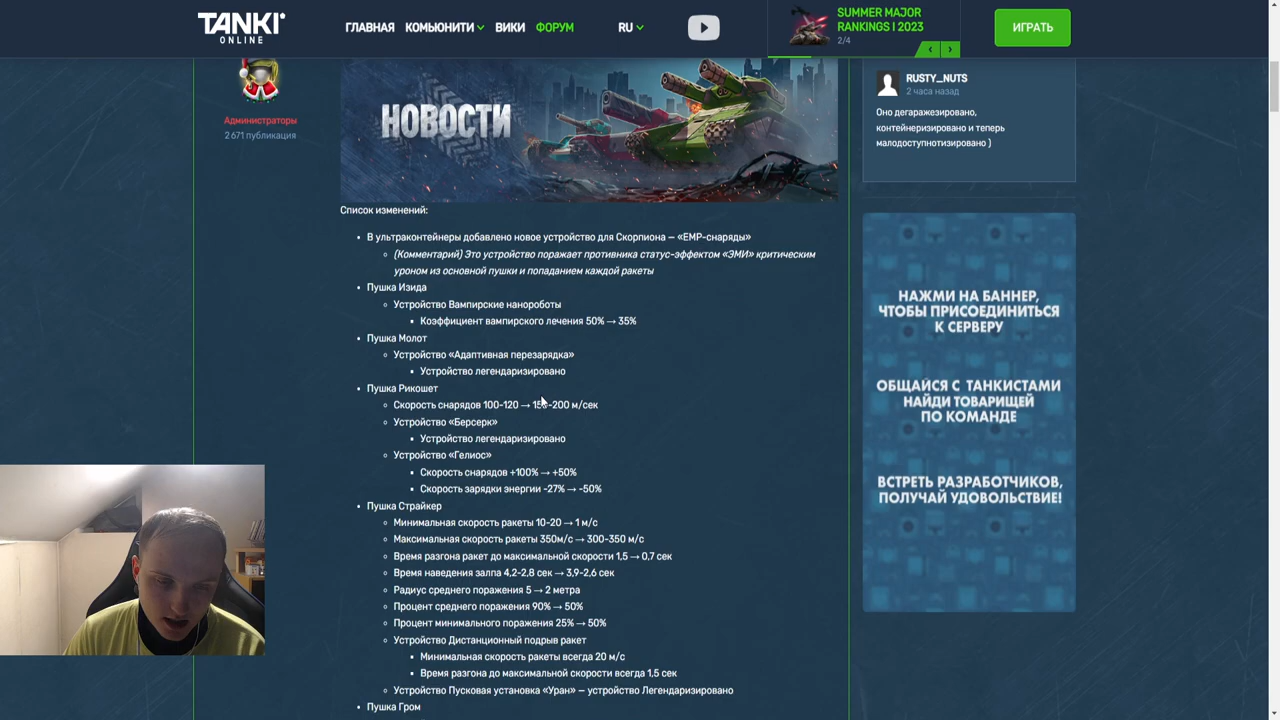 TANKI
ONLINE
ГЛАВНАЯ
КОМЬЮНИТИ
ВИКИ
ФОРУМ
RU
SUMMER MAJOR
RANKINGS I 2023
2/4
ИГРАТЬ
Администраторы
2 671 публикация
НОВОСТИ
RUSTY_NUTS
2 часа назад
Оно дегаражезировано,
контейнеризировано и теперь
малодоступнотизировано )
Список изменений:
В ультраконтейнеры добавлено новое устройство для Скорпиона — «EMP-снаряды»
(Комментарий) Это устройство поражает противника статус-эффектом «ЭМИ» критическим
уроном из основной пушки и попаданием каждой ракеты
Пушка Изида
Устройство Вампирские нанороботы
Коэффициент вампирского лечения 50% → 35%
Пушка Молот
Устройство «Адаптивная перезарядка»
Устройство легендаризировано
Пушка Рикошет
Скорость снарядов 100-120 → 150-200 м/сек
Устройство «Берсерк»
Устройство легендаризировано
Устройство «Гелиос»
Скорость снарядов +100% → +50%
Скорость зарядки энергии -27% → -50%
Пушка Страйкер
Минимальная скорость ракеты 10-20 → 1 м/с
Максимальная скорость ракеты 350м/с → 300-350 м/с
Время разгона ракет до максимальной скорости 1,5 → 0,7 сек
Время наведения залпа 4,2-2,8 сек → 3,9-2,6 сек
Радиус среднего поражения 5 → 2 метра
Процент среднего поражения 90% → 50%
Процент минимального поражения 25% → 50%
Устройство Дистанционный подрыв ракет
Минимальная скорость ракеты всегда 20 м/с
Время разгона до максимальной скорости всегда 1,5 сек
Устройство Пусковая установка «Уран» — устройство Легендаризировано
Пушка Гром
НАЖМИ НА БАННЕР,
ЧТОБЫ ПРИСОЕДИНИТЬСЯ
К СЕРВЕРУ
ОБЩАЙСЯ С ТАНКИСТАМИ
НАЙДИ ТОВАРИЩЕЙ
ПО КОМАНДЕ
ВСТРЕТЬ РАЗРАБОТЧИКОВ,
ПОЛУЧАЙ УДОВОЛЬСТВИЕ!